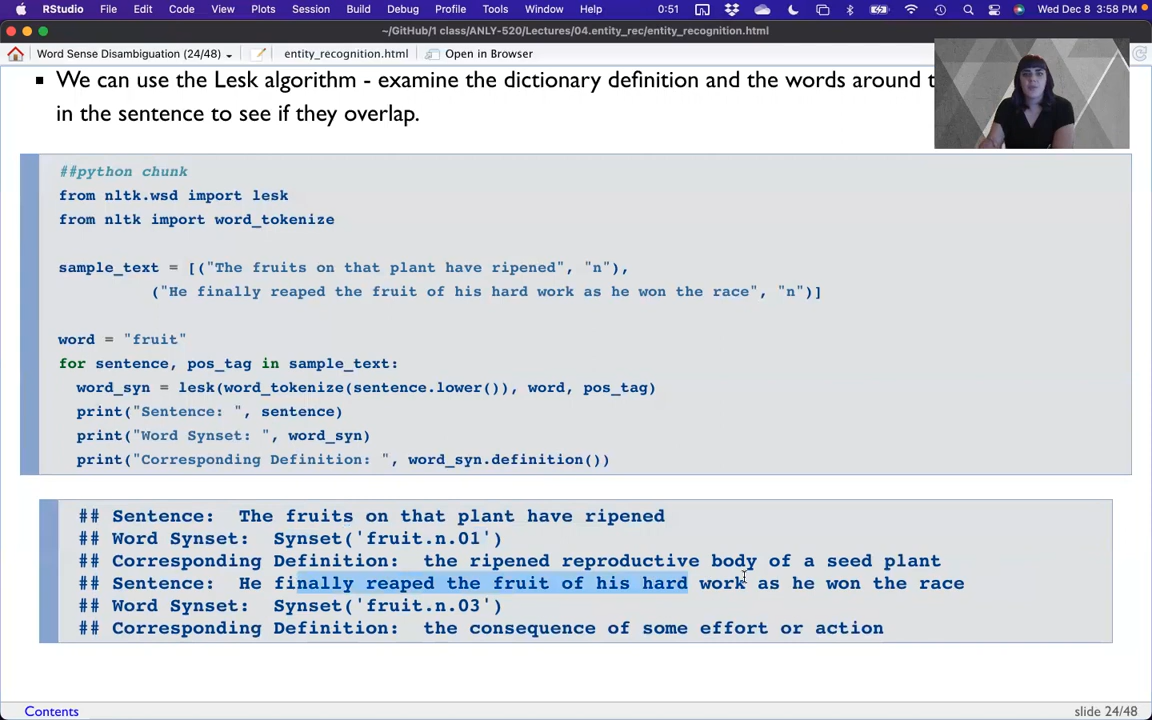 RStudio File Edit Code View Plots Session Build Debug Profile Tools Window Help 0:51 Wed Dec 8 3:58 PM
~/GitHub/1 class/ANLY-520/Lectures/04.entity_rec/entity_recognition.html
Word Sense Disambiguation (24/48) entity_recognition.html Open in Browser
We can use the Lesk algorithm - examine the dictionary definition and the words around
in the sentence to see if they overlap.
##python chunk
from nltk.wsd import lesk
from nltk import word_tokenize
sample_text = [("The fruits on that plant have ripened", "n"),
("He finally reaped the fruit of his hard work as he won the race", "n")]
word = "fruit"
for sentence, pos_tag in sample_text:
word_syn = lesk(word_tokenize(sentence.lower()), word, pos_tag)
print("Sentence: ", sentence)
print("Word Synset: ", word_syn)
print("Corresponding Definition: ", word_syn.definition())
## Sentence:  The fruits on that plant have ripened
## Word Synset:  Synset('fruit.n.01')
## Corresponding Definition:  the ripened reproductive body of a seed plant
## Sentence:  He finally reaped the fruit of his hard work as he won the race
## Word Synset:  Synset('fruit.n.03')
## Corresponding Definition:  the consequence of some effort or action
Contents slide 24/48